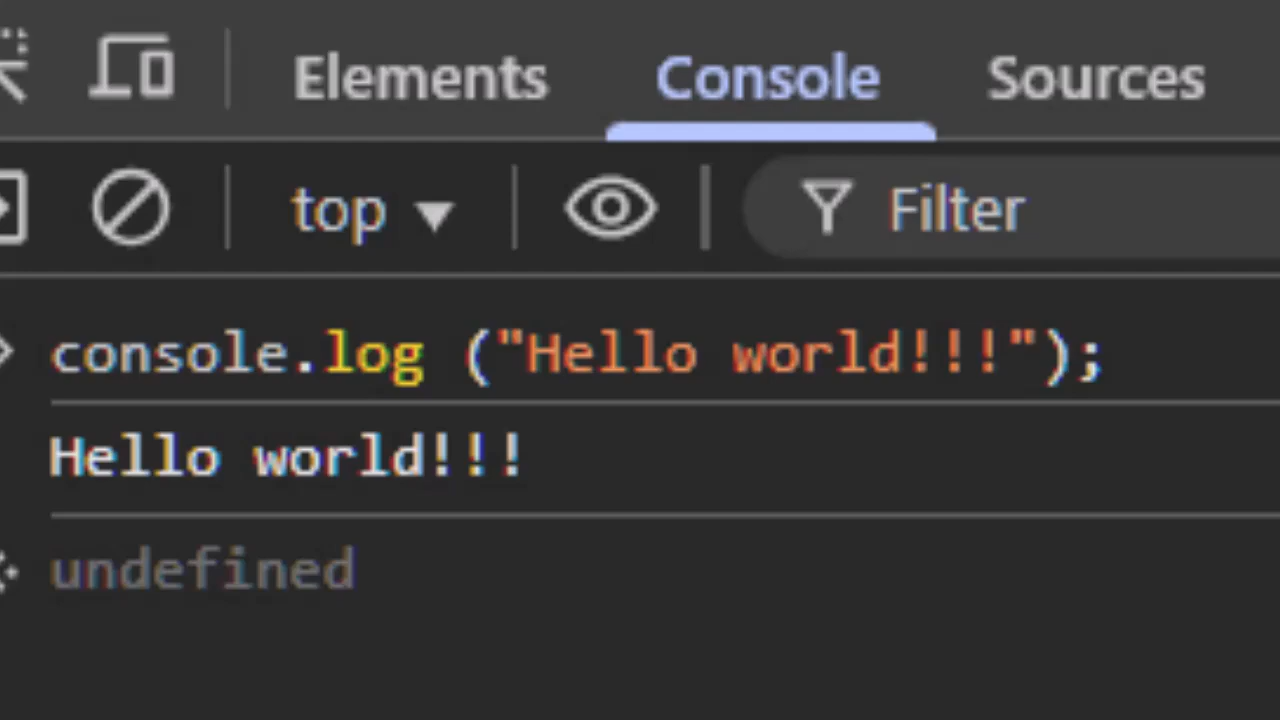 Elements Console Sources
top Filter
console.log ("Hello world!!!");
Hello world!!!
undefined